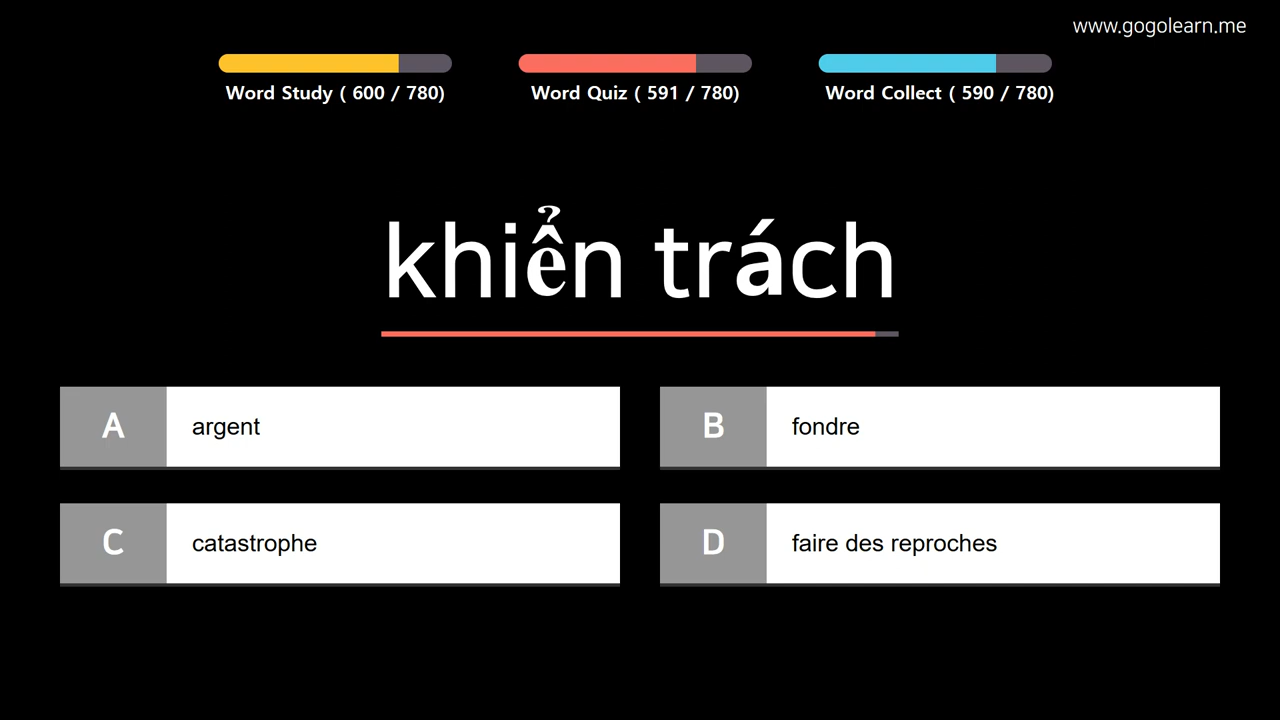 www.gogolearn.me
Word Study ( 600 / 780)
Word Quiz ( 591 / 780)
Word Collect ( 590 / 780)
khiển trách
A argent
B fondre
C catastrophe
D faire des reproches